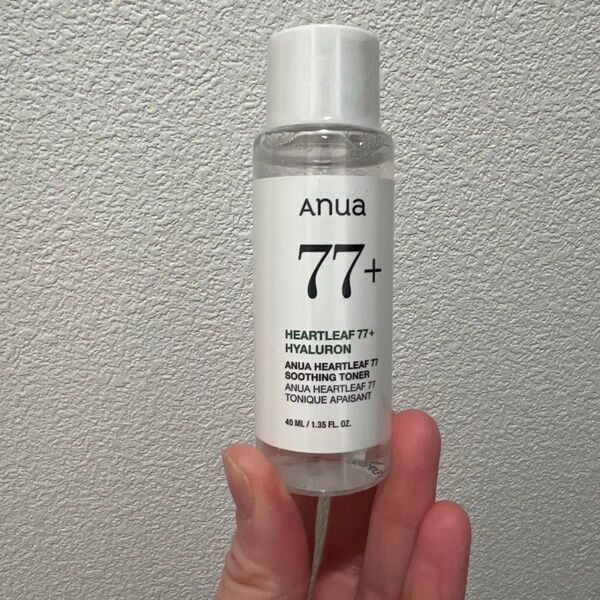 Anua
77+
HEARTLEAF 77+
HYALURON
ANUA HEARTLEAF 77
SOOTHING TONER
ANUA HEARTLEAF 77
TONIQUE APAISANT
40 ML / 1.35 FL. OZ.